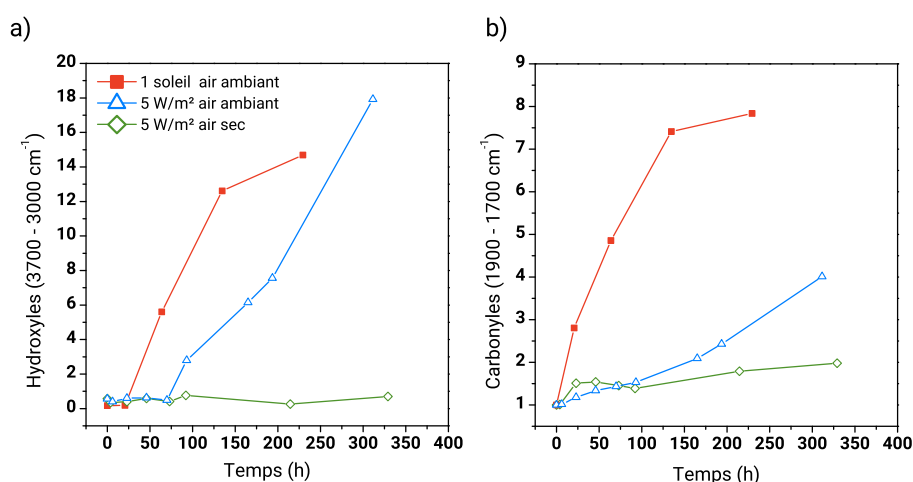 a)
20
18
16
14
12
10
8
6
4
2
0
Hydroxyles (3700 - 3000 cm⁻¹)
1 soleil air ambiant
5 W/m² air ambiant
5 W/m² air sec
0 50 100 150 200 250 300 350 400
Temps (h)
b)
9
8
7
6
5
4
3
2
1
Carbonyles (1900 - 1700 cm⁻¹)
0 50 100 150 200 250 300 350 400
Temps (h)